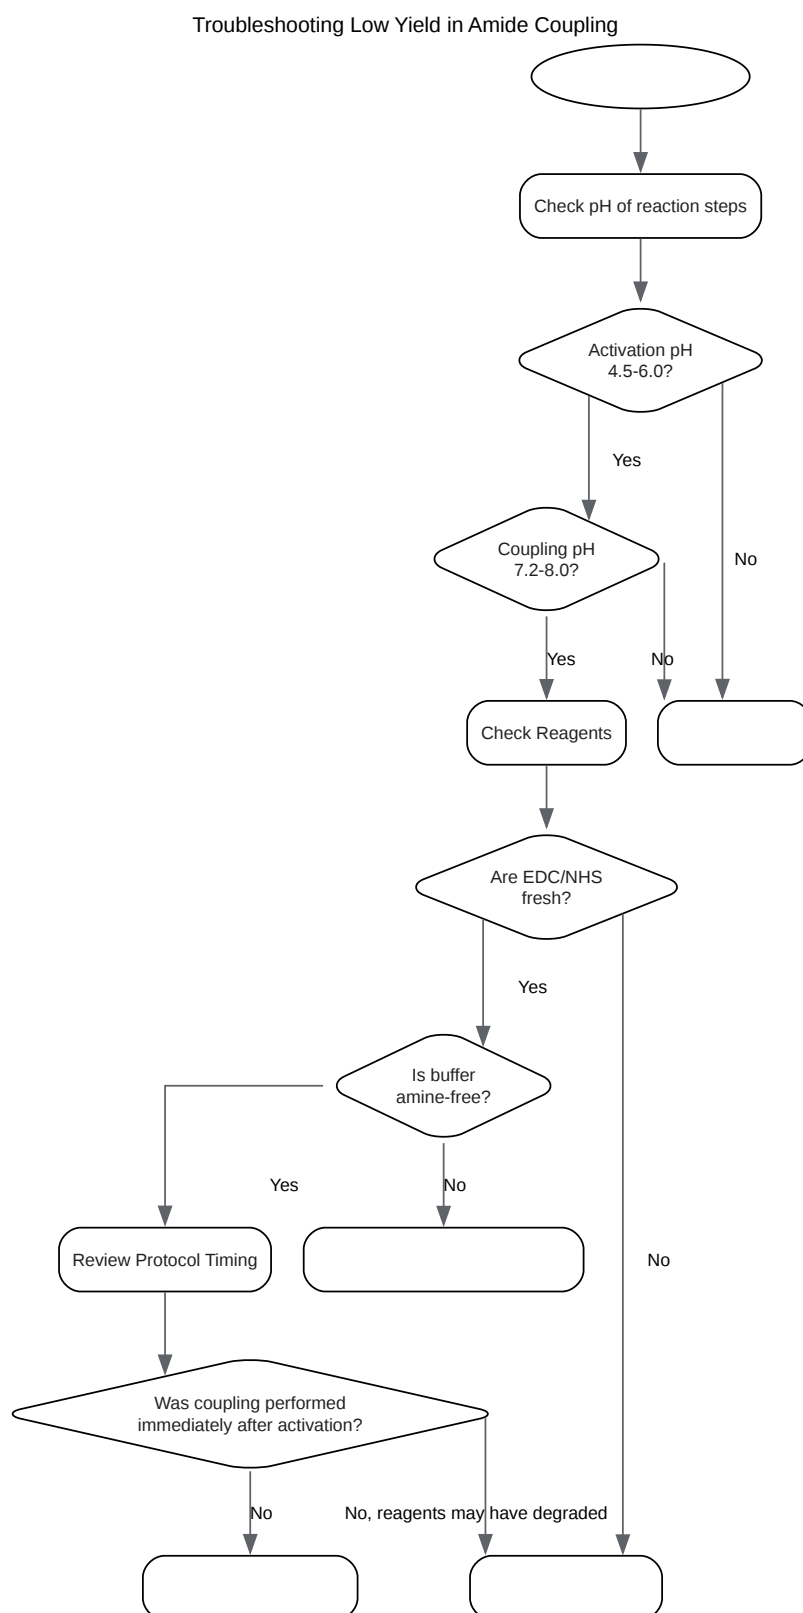 Troubleshooting Low Yield in Amide Coupling
Check pH of reaction steps
Activation pH
4.5-6.0?
Yes
Coupling pH
7.2-8.0?
No
Yes
No
Check Reagents
Are EDC/NHS
fresh?
Yes
Is buffer
amine-free?
Yes
No
Review Protocol Timing
No
Was coupling performed
immediately after activation?
No
No, reagents may have degraded